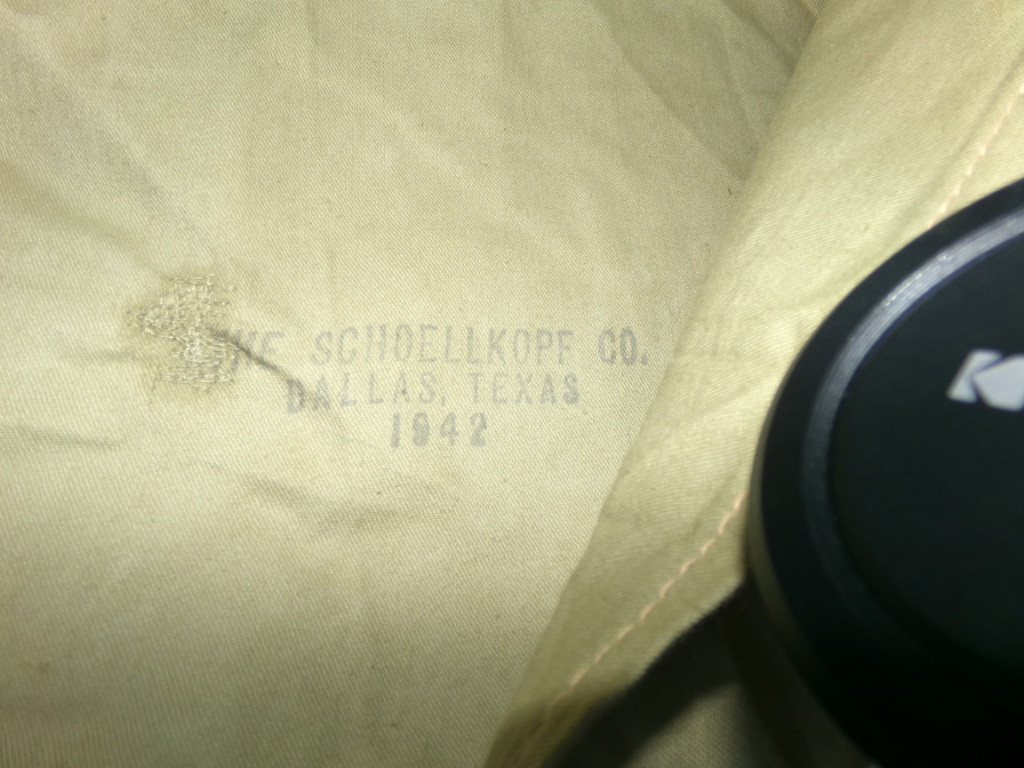 SCHOELLKOPF CO.
DALLAS, TEXAS
1942